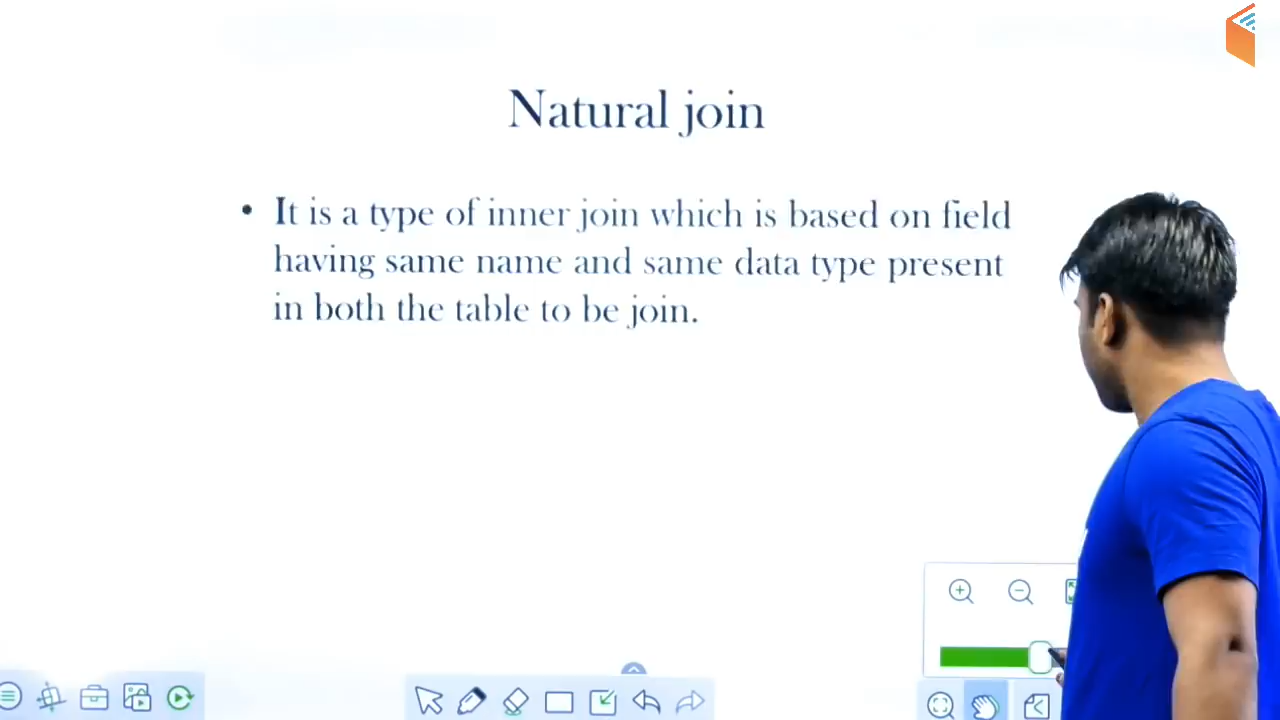 Natural join
• It is a type of inner join which is based on field
having same name and same data type present
in both the table to be join.